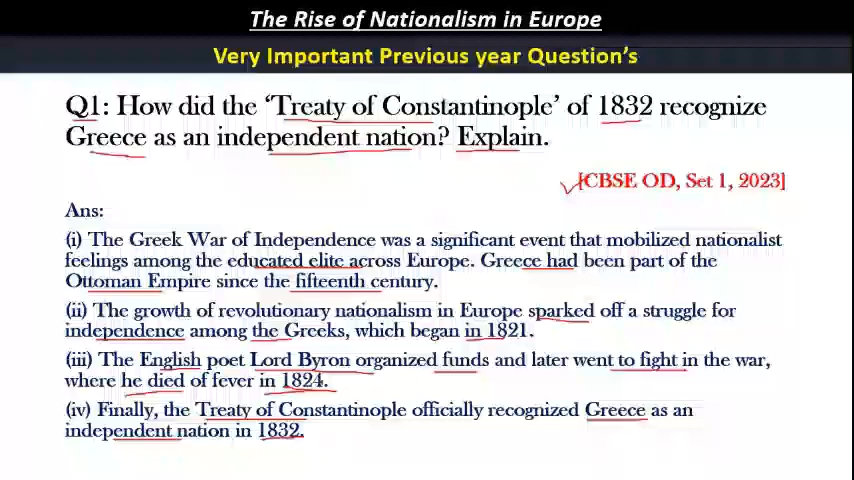 The Rise of Nationalism in Europe
Very Important Previous year Question's
Q1: How did the ‘Treaty of Constantinople’ of 1832 recognize
Greece as an independent nation? Explain.
[CBSE OD, Set 1, 2023]
Ans:
(i) The Greek War of Independence was a significant event that mobilized nationalist
feelings among the educated elite across Europe. Greece had been part of the
Ottoman Empire since the fifteenth century.
(ii) The growth of revolutionary nationalism in Europe sparked off a struggle for
independence among the Greeks, which began in 1821.
(iii) The English poet Lord Byron organized funds and later went to fight in the war,
where he died of fever in 1824.
(iv) Finally, the Treaty of Constantinople officially recognized Greece as an
independent nation in 1832.